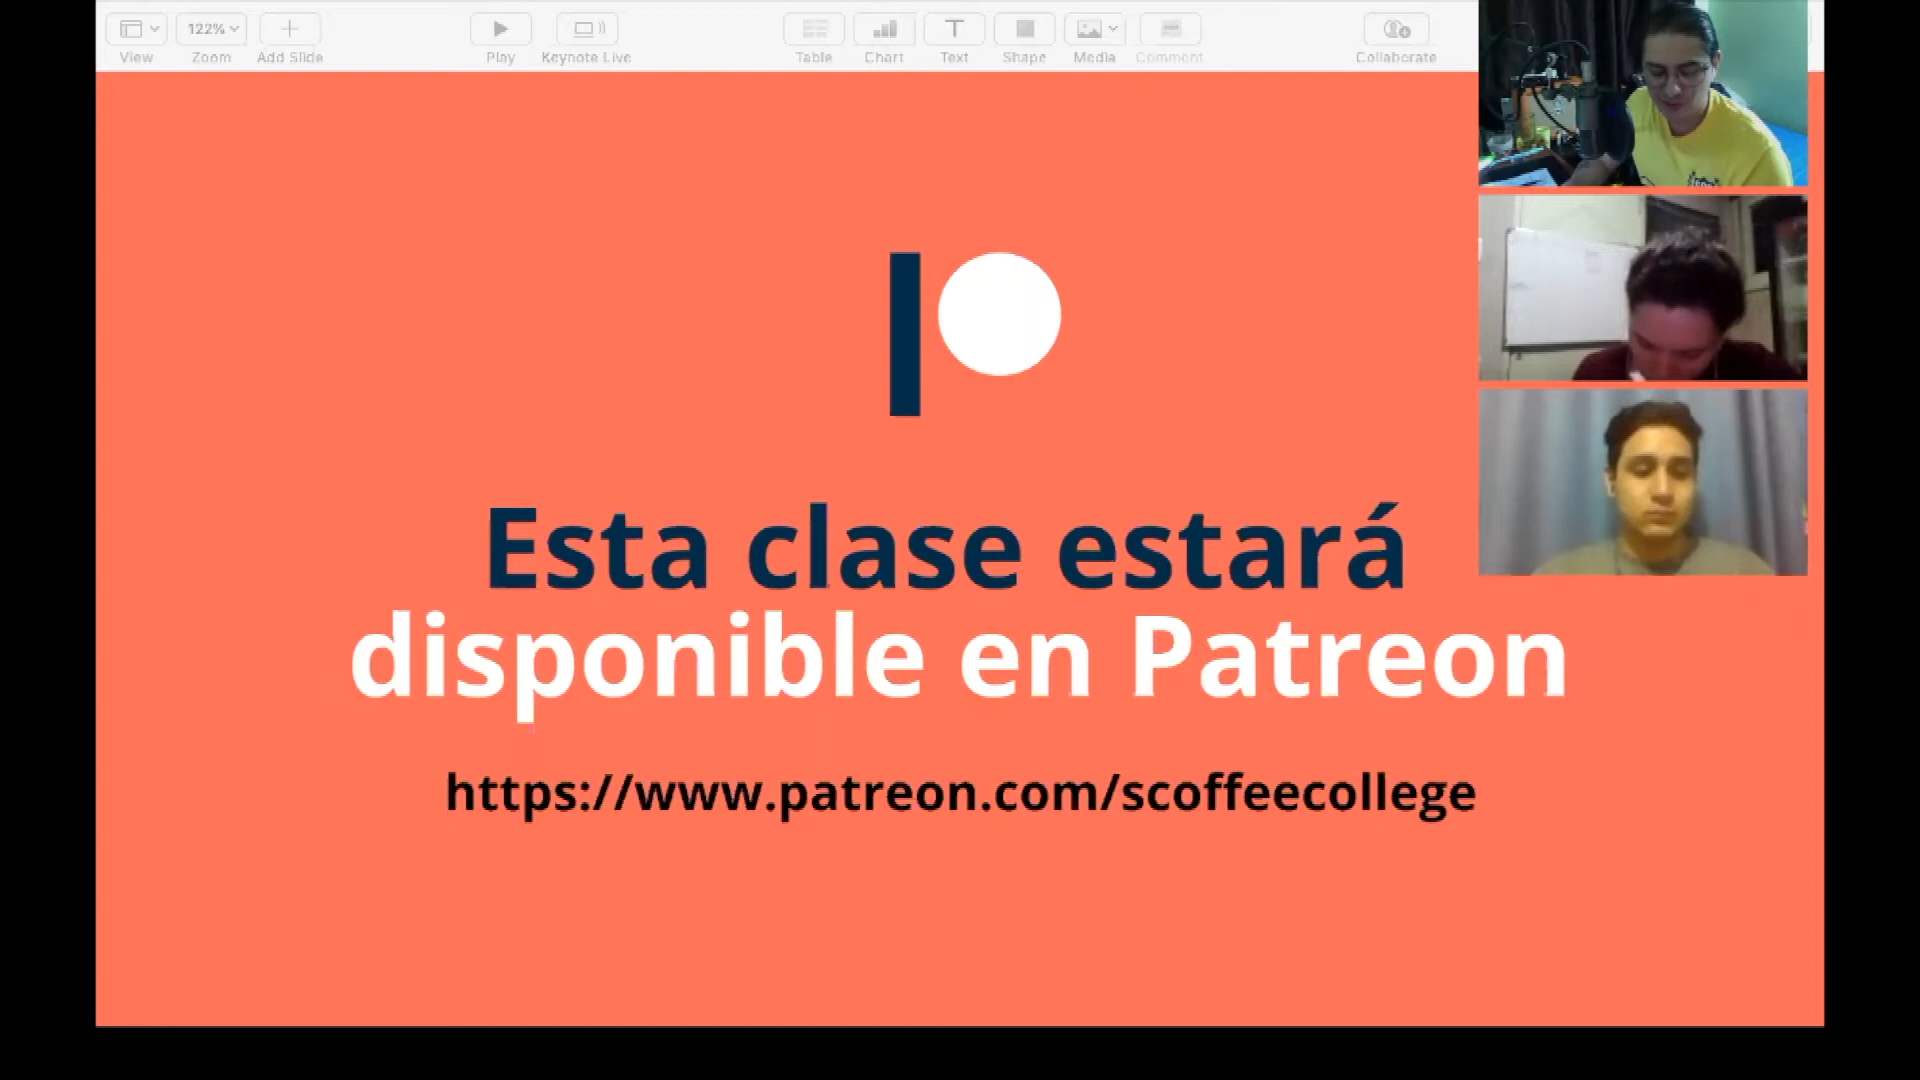 122%
View
Zoom
Add Slide
Play
Keynote Live
Table
Chart
Text
Shape
Media
Comment
Collaborate
Esta clase estará
disponible en Patreon
https://www.patreon.com/scoffeecollege